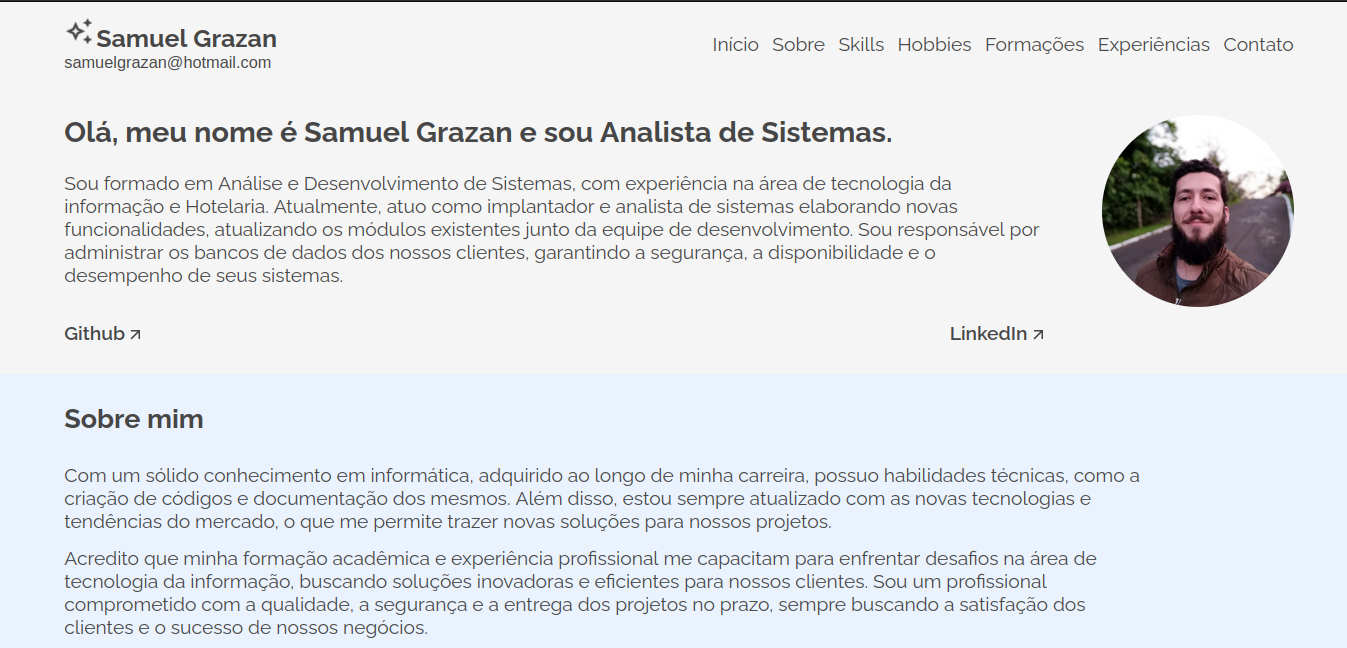 Samuel Grazan
samuelgrazan@hotmail.com
Início Sobre Skills Hobbies Formações Experiências Contato
Olá, meu nome é Samuel Grazan e sou Analista de Sistemas.
Sou formado em Análise e Desenvolvimento de Sistemas, com experiência na área de tecnologia da
informação e Hotelaria. Atualmente, atuo como implantador e analista de sistemas elaborando novas
funcionalidades, atualizando os módulos existentes junto da equipe de desenvolvimento. Sou responsável por
administrar os bancos de dados dos nossos clientes, garantindo a segurança, a disponibilidade e o
desempenho de seus sistemas.
Github
LinkedIn
Sobre mim
Com um sólido conhecimento em informática, adquirido ao longo de minha carreira, possuo habilidades técnicas, como a
criação de códigos e documentação dos mesmos. Além disso, estou sempre atualizado com as novas tecnologias e
tendências do mercado, o que me permite trazer novas soluções para nossos projetos.
Acredito que minha formação acadêmica e experiência profissional me capacitam para enfrentar desafios na área de
tecnologia da informação, buscando soluções inovadoras e eficientes para nossos clientes. Sou um profissional
comprometido com a qualidade, a segurança e a entrega dos projetos no prazo, sempre buscando a satisfação dos
clientes e o sucesso de nossos negócios.